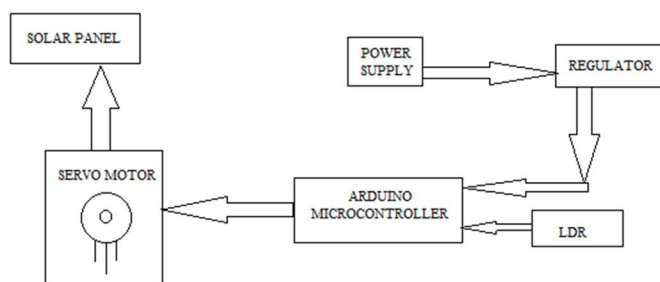 SOLAR PANEL
POWER
SUPPLY
REGULATOR
SERVO MOTOR
ARDUINO
MICROCONTROLLER
LDR